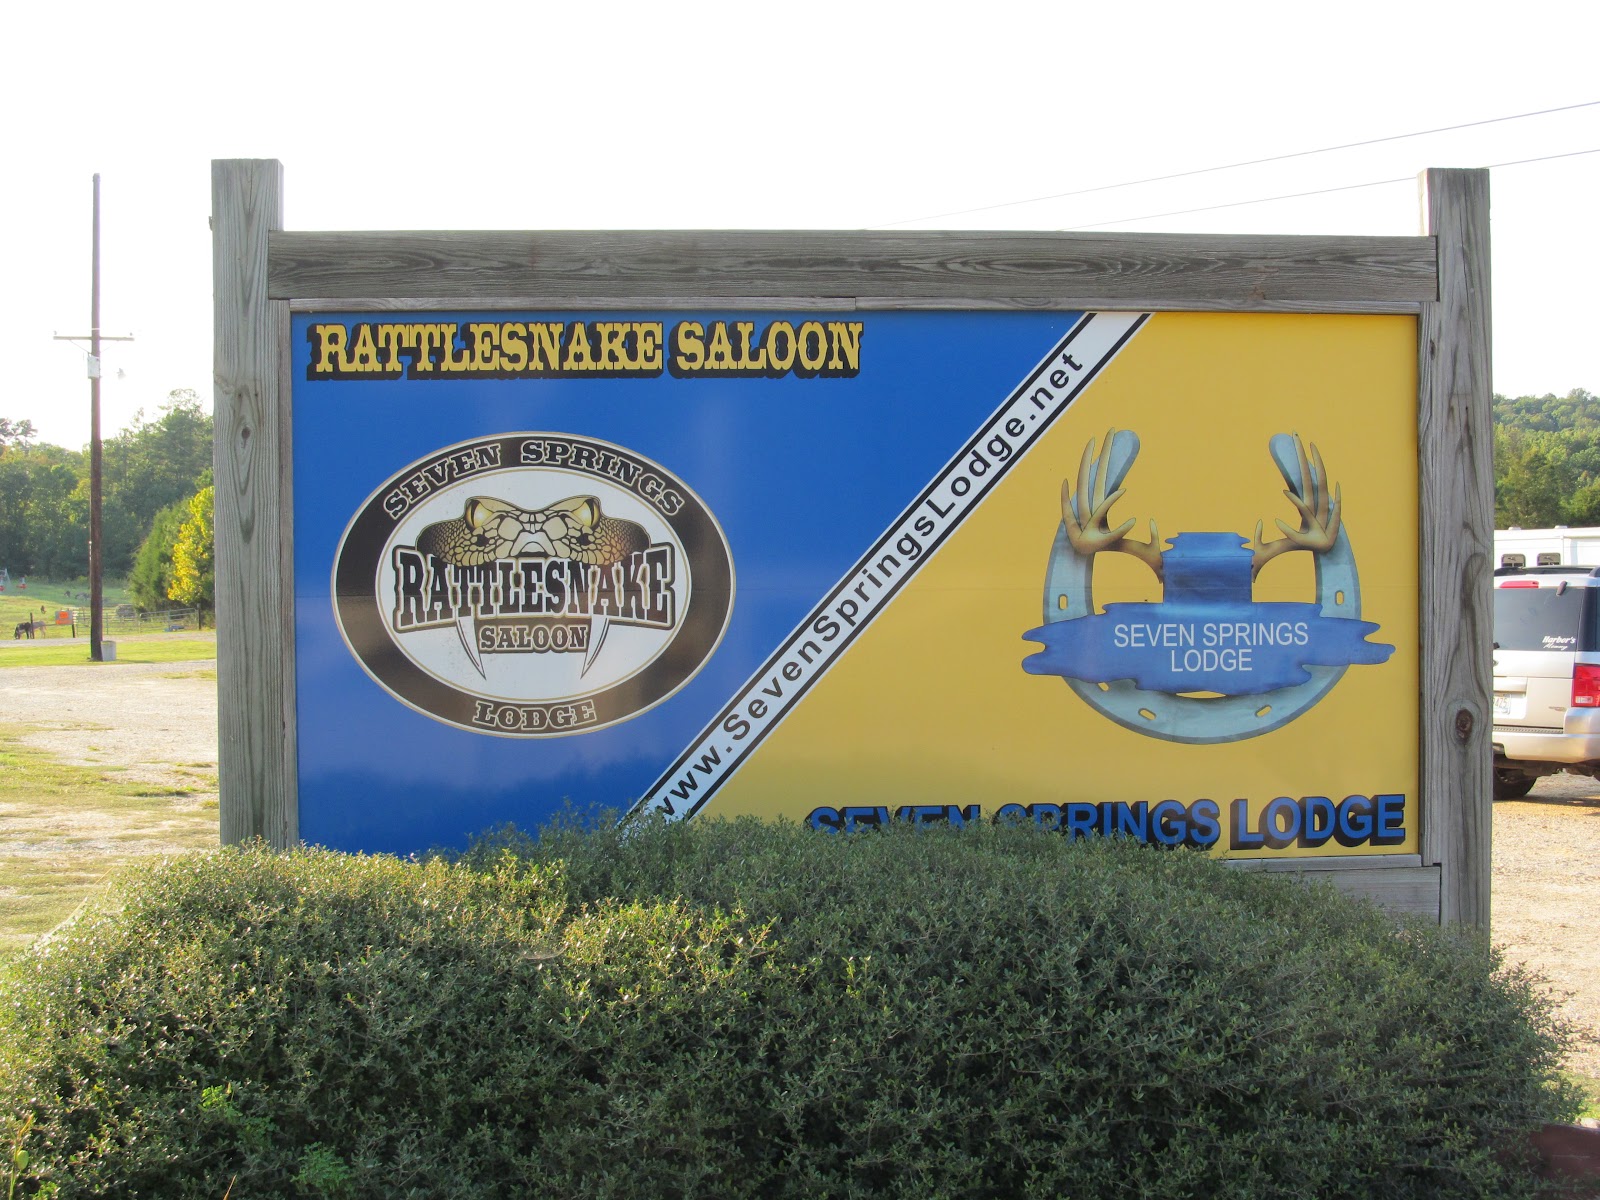 RATTLESNAKE SALOON
SEVEN SPRINGS
RATTLESNAKE
SALOON
LODGE
www.SevenSpringsLodge.net
SEVEN SPRINGS
LODGE
SEVEN SPRINGS LODGE